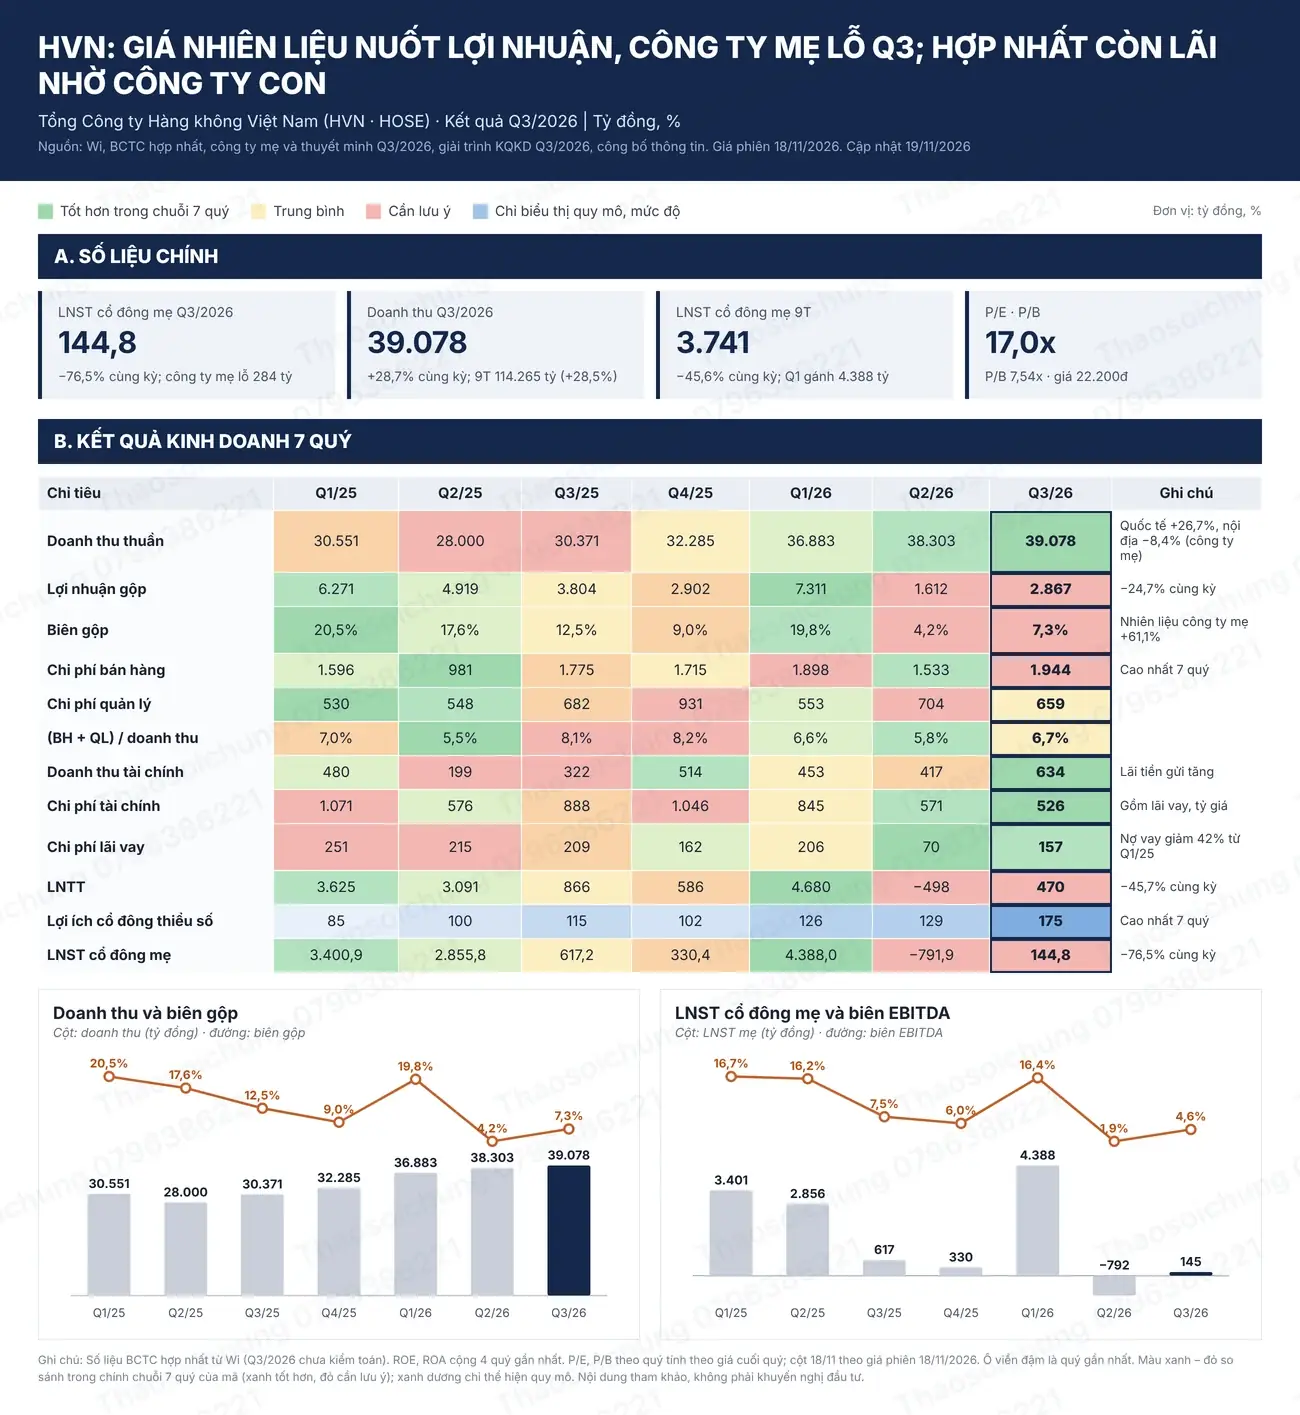 HVN: GIÁ NHIÊN LIỆU NUỐT LỢI NHUẬN, CÔNG TY MẸ LỖ Q3; HỢP NHẤT CÒN LÃI
NHỜ CÔNG TY CON
Tổng Công ty Hàng không Việt Nam (HVN · HOSE) · Kết quả Q3/2026 | Tỷ đồng, %
Nguồn: Wi, BCTC hợp nhất, công ty mẹ và thuyết minh Q3/2026, giải trình KQKD Q3/2026, công bố thông tin. Giá phiên 18/11/2026. Cập nhật 19/11/2026
Tốt hơn trong chuỗi 7 quý Trung bình Cần lưu ý Chỉ biểu thị quy mô, mức độ Đơn vị: tỷ đồng, %
A. SỐ LIỆU CHÍNH
LNST cổ đông mẹ Q3/2026
144,8
−76,5% cùng kỳ; công ty mẹ lỗ 284 tỷ
Doanh thu Q3/2026
39.078
+28,7% cùng kỳ; 9T 114.265 tỷ (+28,5%)
LNST cổ đông mẹ 9T
3.741
−45,6% cùng kỳ; Q1 gánh 4.388 tỷ
P/E · P/B
17,0x
P/B 7,54x · giá 22.200đ
B. KẾT QUẢ KINH DOANH 7 QUÝ
Chỉ tiêu Q1/25 Q2/25 Q3/25 Q4/25 Q1/26 Q2/26 Q3/26 Ghi chú
Doanh thu thuần 30.551 28.000 30.371 32.285 36.883 38.303 39.078 Quốc tế +26,7%, nội
địa −8,4% (công ty
mẹ)
Lợi nhuận gộp 6.271 4.919 3.804 2.902 7.311 1.612 2.867 −24,7% cùng kỳ
Biên gộp 20,5% 17,6% 12,5% 9,0% 19,8% 4,2% 7,3% Nhiên liệu công ty mẹ
+61,1%
Chi phí bán hàng 1.596 981 1.775 1.715 1.898 1.533 1.944 Cao nhất 7 quý
Chi phí quản lý 530 548 682 931 553 704 659
(BH + QL) / doanh thu 7,0% 5,5% 8,1% 8,2% 6,6% 5,8% 6,7%
Doanh thu tài chính 480 199 322 514 453 417 634 Lãi tiền gửi tăng
Chi phí tài chính 1.071 576 888 1.046 845 571 526 Gồm lãi vay, tỷ giá
Chi phí lãi vay 251 215 209 162 206 70 157 Nợ vay giảm 42% từ
Q1/25
LNTT 3.625 3.091 866 586 4.680 −498 470 −45,7% cùng kỳ
Lợi ích cổ đông thiểu số 85 100 115 102 126 129 175 Cao nhất 7 quý
LNST cổ đông mẹ 3.400,9 2.855,8 617,2 330,4 4.388,0 −791,9 144,8 −76,5% cùng kỳ
Doanh thu và biên gộp
Cột: doanh thu (tỷ đồng) · đường: biên gộp
20,5% 17,6% 12,5% 9,0% 19,8% 4,2% 7,3%
30.551 28.000 30.371 32.285 36.883 38.303 39.078
Q1/25 Q2/25 Q3/25 Q4/25 Q1/26 Q2/26 Q3/26
LNST cổ đông mẹ và biên EBITDA
Cột: LNST mẹ (tỷ đồng) · đường: biên EBITDA
16,7% 16,2% 7,5% 6,0% 16,4% 1,9% 4,6%
3.401 2.856 617 330 4.388 −792 145
Q1/25 Q2/25 Q3/25 Q4/25 Q1/26 Q2/26 Q3/26
Ghi chú: Số liệu BCTC hợp nhất từ Wi (Q3/2026 chưa kiểm toán). ROE, ROA cộng 4 quý gần nhất. P/E, P/B theo quý tính theo giá cuối quý; cột 18/11 theo giá phiên 18/11/2026. Ô viền đậm là quý gần nhất. Màu xanh – đỏ so
sánh trong chính chuỗi 7 quý của mã (xanh tốt hơn, đỏ cần lưu ý); xanh dương chỉ thể hiện quy mô. Nội dung tham khảo, không phải khuyến nghị đầu tư.
Thaosoichung 0796386221